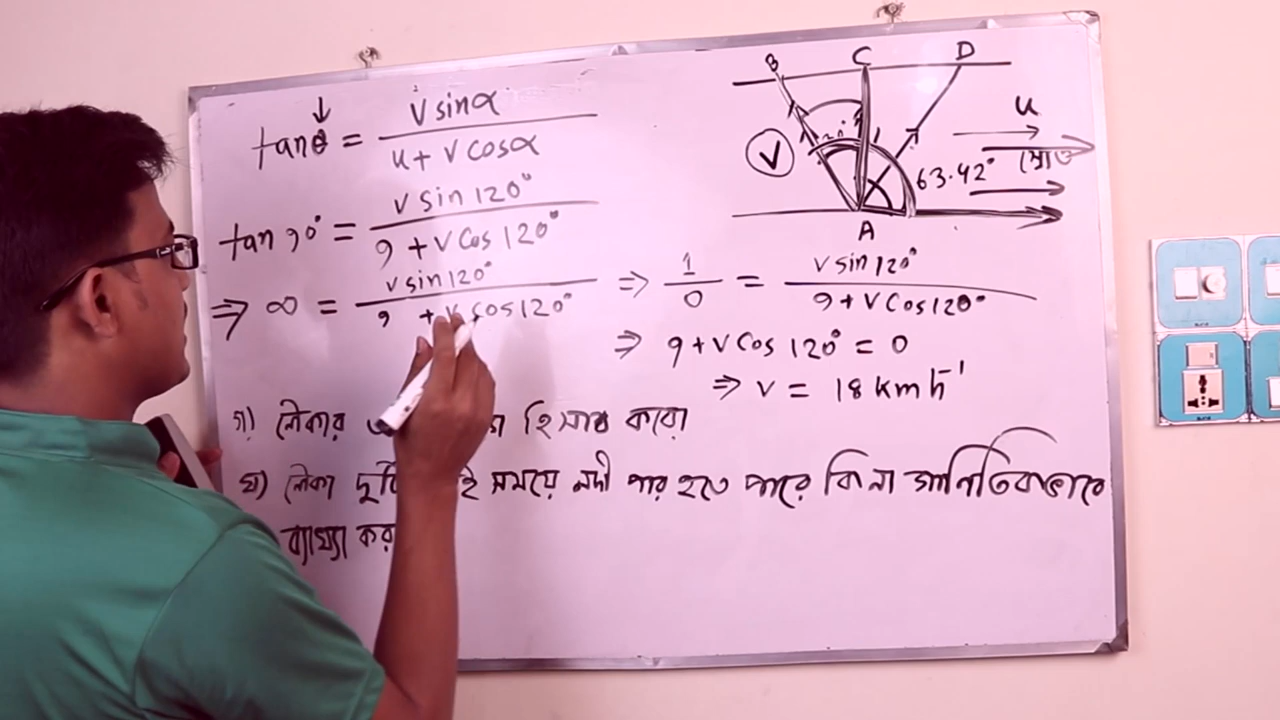 tanθ = v sinα / u + v cosα
tan 90° = v sin 120° / 9 + v cos 120°
⇒ ∞ = v sin 120° / 9 + v cos 120°
⇒ 1/0 = v sin 120° / 9 + v cos 120°
⇒ 9 + v cos 120° = 0
⇒ v = 18 km h⁻¹
গ) নৌকার হিসাব করো
ঘ) নৌকা সময়ে নদী পার হতে পারে কিনা গাণিতিকভাবে
ব্যাখ্যা কর
B C D
u
স্রোত
V
63.42°
A